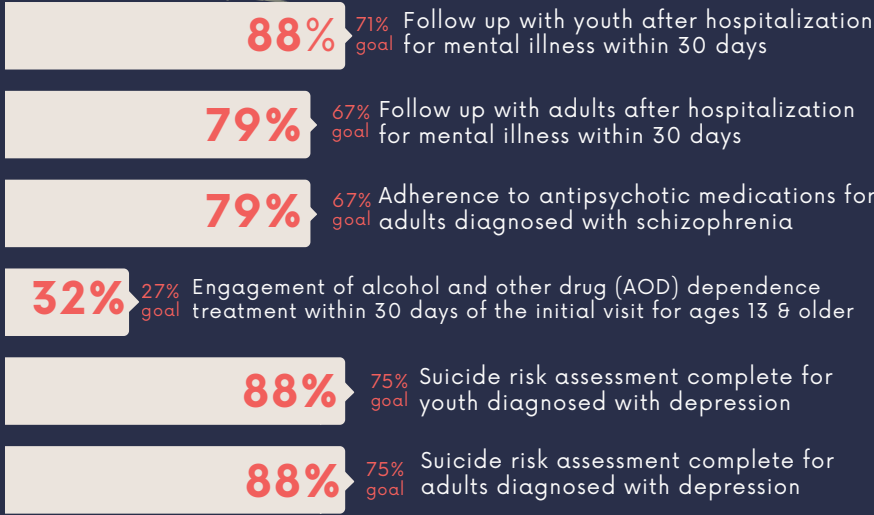 88%
71% goal
Follow up with youth after hospitalization
for mental illness within 30 days
79%
67% goal
Follow up with adults after hospitalization
for mental illness within 30 days
79%
67% goal
Adherence to antipsychotic medications for
adults diagnosed with schizophrenia
32%
27% goal
Engagement of alcohol and other drug (AOD) dependence
treatment within 30 days of the initial visit for ages 13 & older
88%
75% goal
Suicide risk assessment complete for
youth diagnosed with depression
88%
75% goal
Suicide risk assessment complete for
adults diagnosed with depression